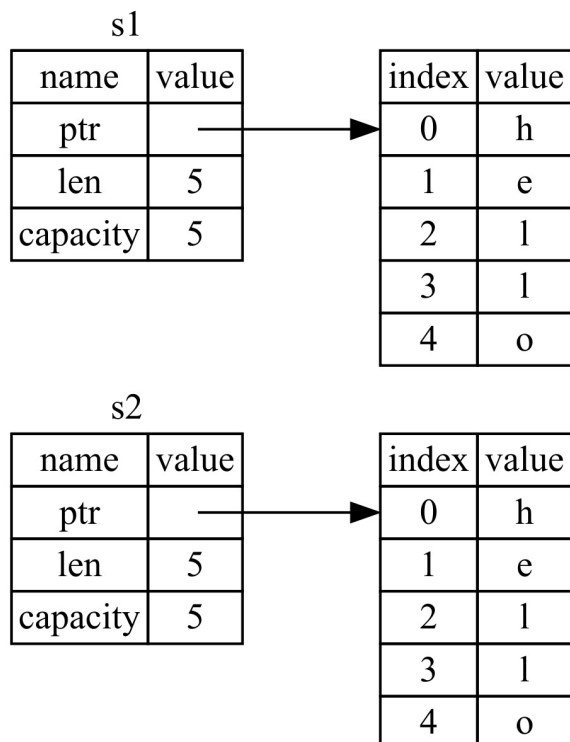 s1
name value index value
ptr 0 h
len 5 1 e
capacity 5 2 l
3 l
4 o
s2
name value index value
ptr 0 h
len 5 1 e
capacity 5 2 l
3 l
4 o